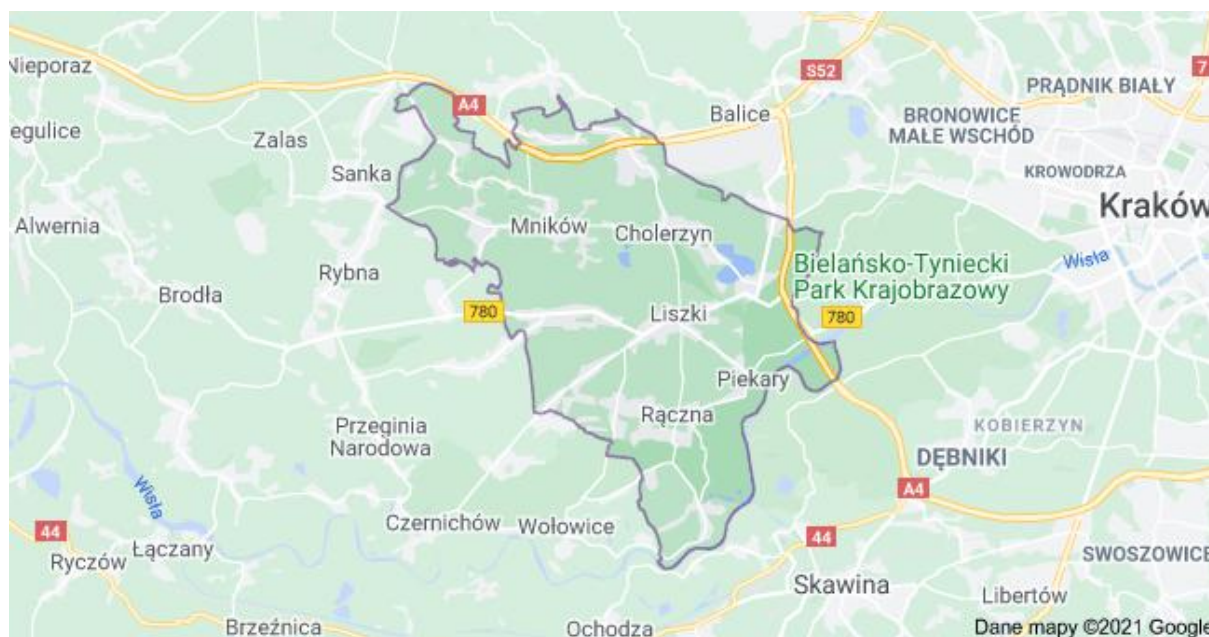 Nieporaz
S52
7
A4
Balice
PRĄDNIK BIAŁY
BRONOWICE
MAŁE WSCHÓD
egulice
Zalas
Sanka
KROWODRZA
Kraków
Alwernia
Mników
Cholerzyn
Rybna
Bielańsko-Tyniecki
Park Krajobrazowy
Wisła
Brodła
780
Liszki
780
Piekary
Rączna
Przeginia
Narodowa
KOBIERZYN
DĘBNIKI
Wisła
A4
Czernichów
Wołowice
44
44
Ryczów
Łączany
SWOSZOWICE
Skawina
Libertów
Brzeźnica
Ochodza
Dane mapy ©2021 Google